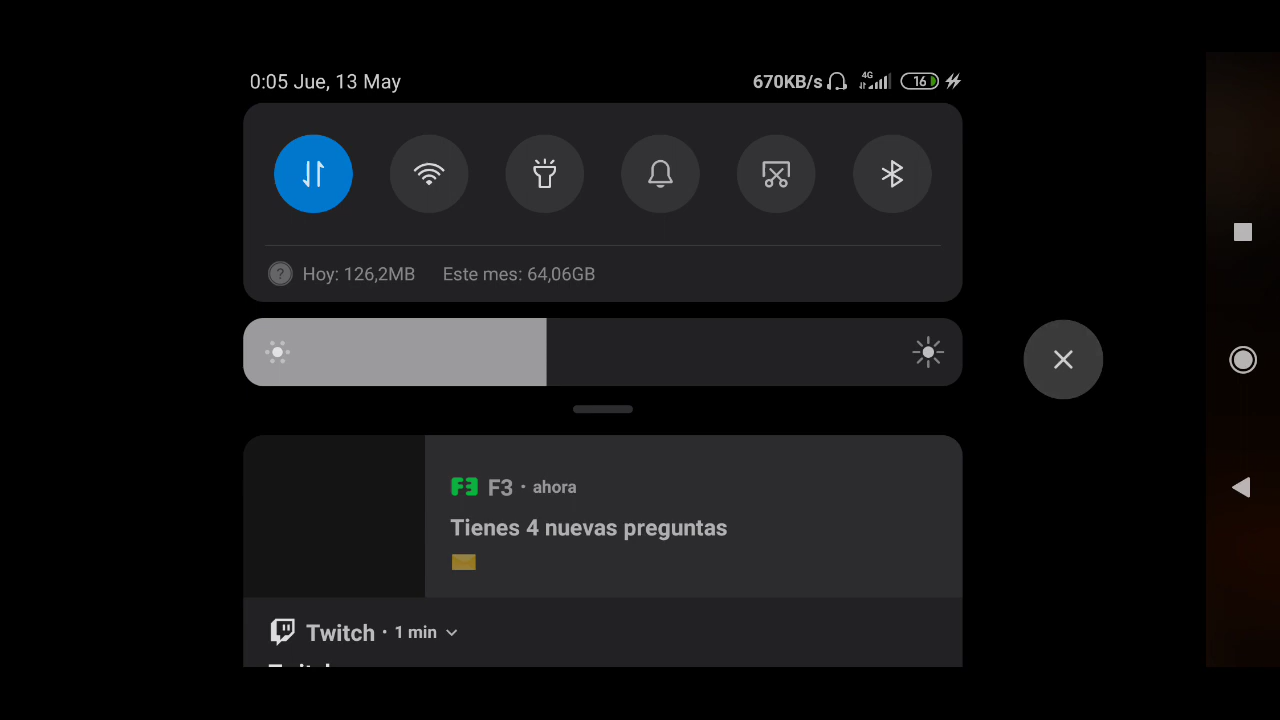 0:05 Jue, 13 May
670KB/s 4G 16
? Hoy: 126,2MB Este mes: 64,06GB
F3 F3 · ahora
Tienes 4 nuevas preguntas
Twitch · 1 min
Twitch